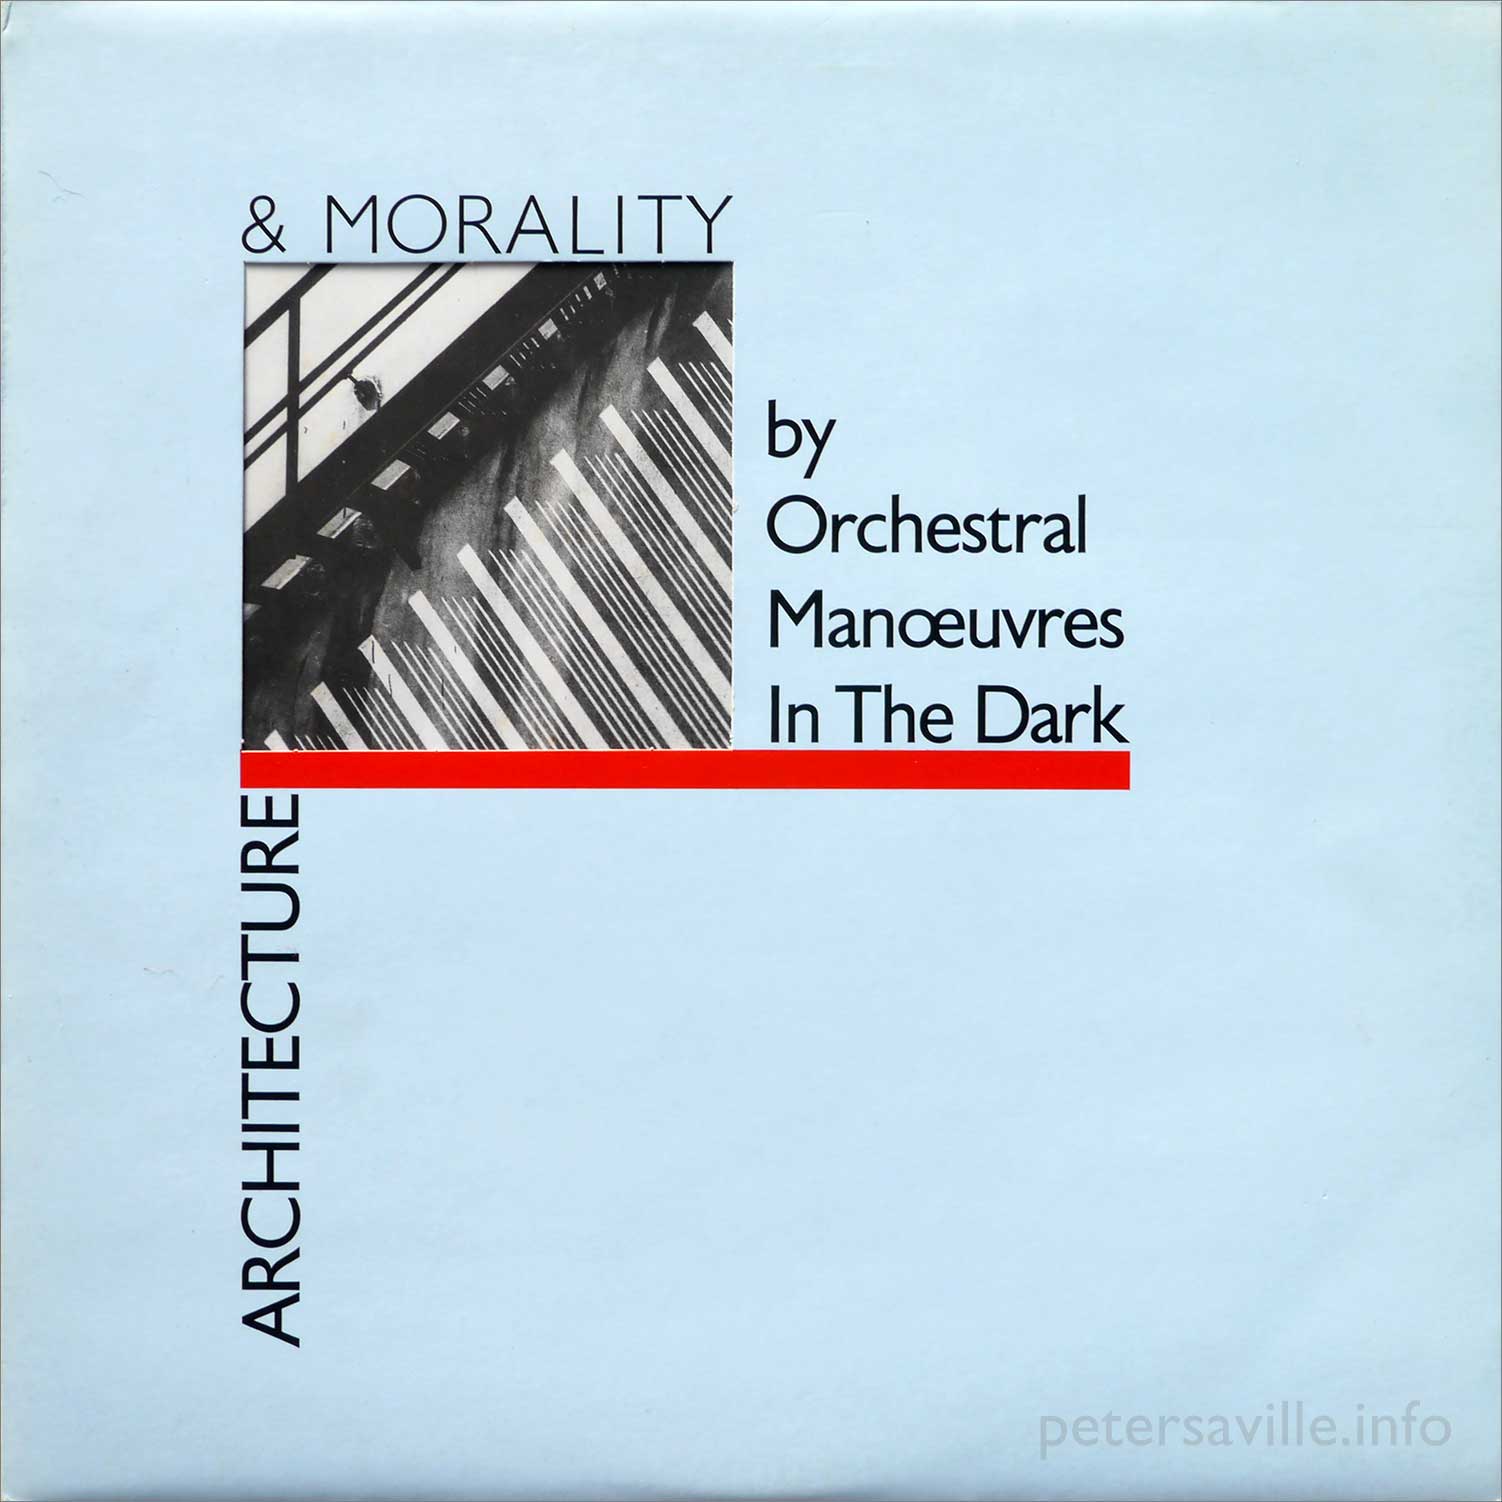 ARCHITECTURE
& MORALITY
by
Orchestral
Manœuvres
In The Dark
petersaville.info